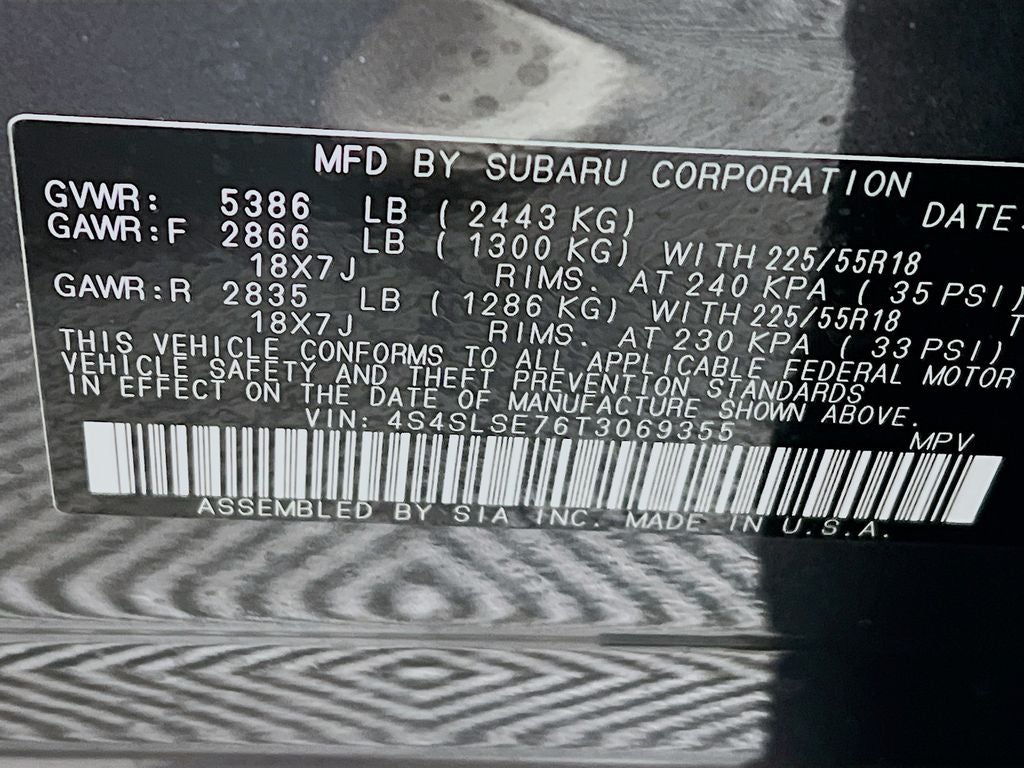 MFD BY SUBARU CORPORATION
GVWR: 5386 LB ( 2443 KG) DATE:
GAWR:F 2866 LB ( 1300 KG) WITH 225/55R18
18X7J RIMS. AT 240 KPA ( 35 PSI)
GAWR:R 2835 LB ( 1286 KG) WITH 225/55R18 T
18X7J RIMS. AT 230 KPA ( 33 PSI)
THIS VEHICLE CONFORMS TO ALL APPLICABLE FEDERAL MOTOR
VEHICLE SAFETY AND THEFT PREVENTION STANDARDS
IN EFFECT ON THE DATE OF MANUFACTURE SHOWN ABOVE.
VIN: 4S4SLSE76T3069355 MPV
ASSEMBLED BY SIA INC. MADE IN U.S.A.